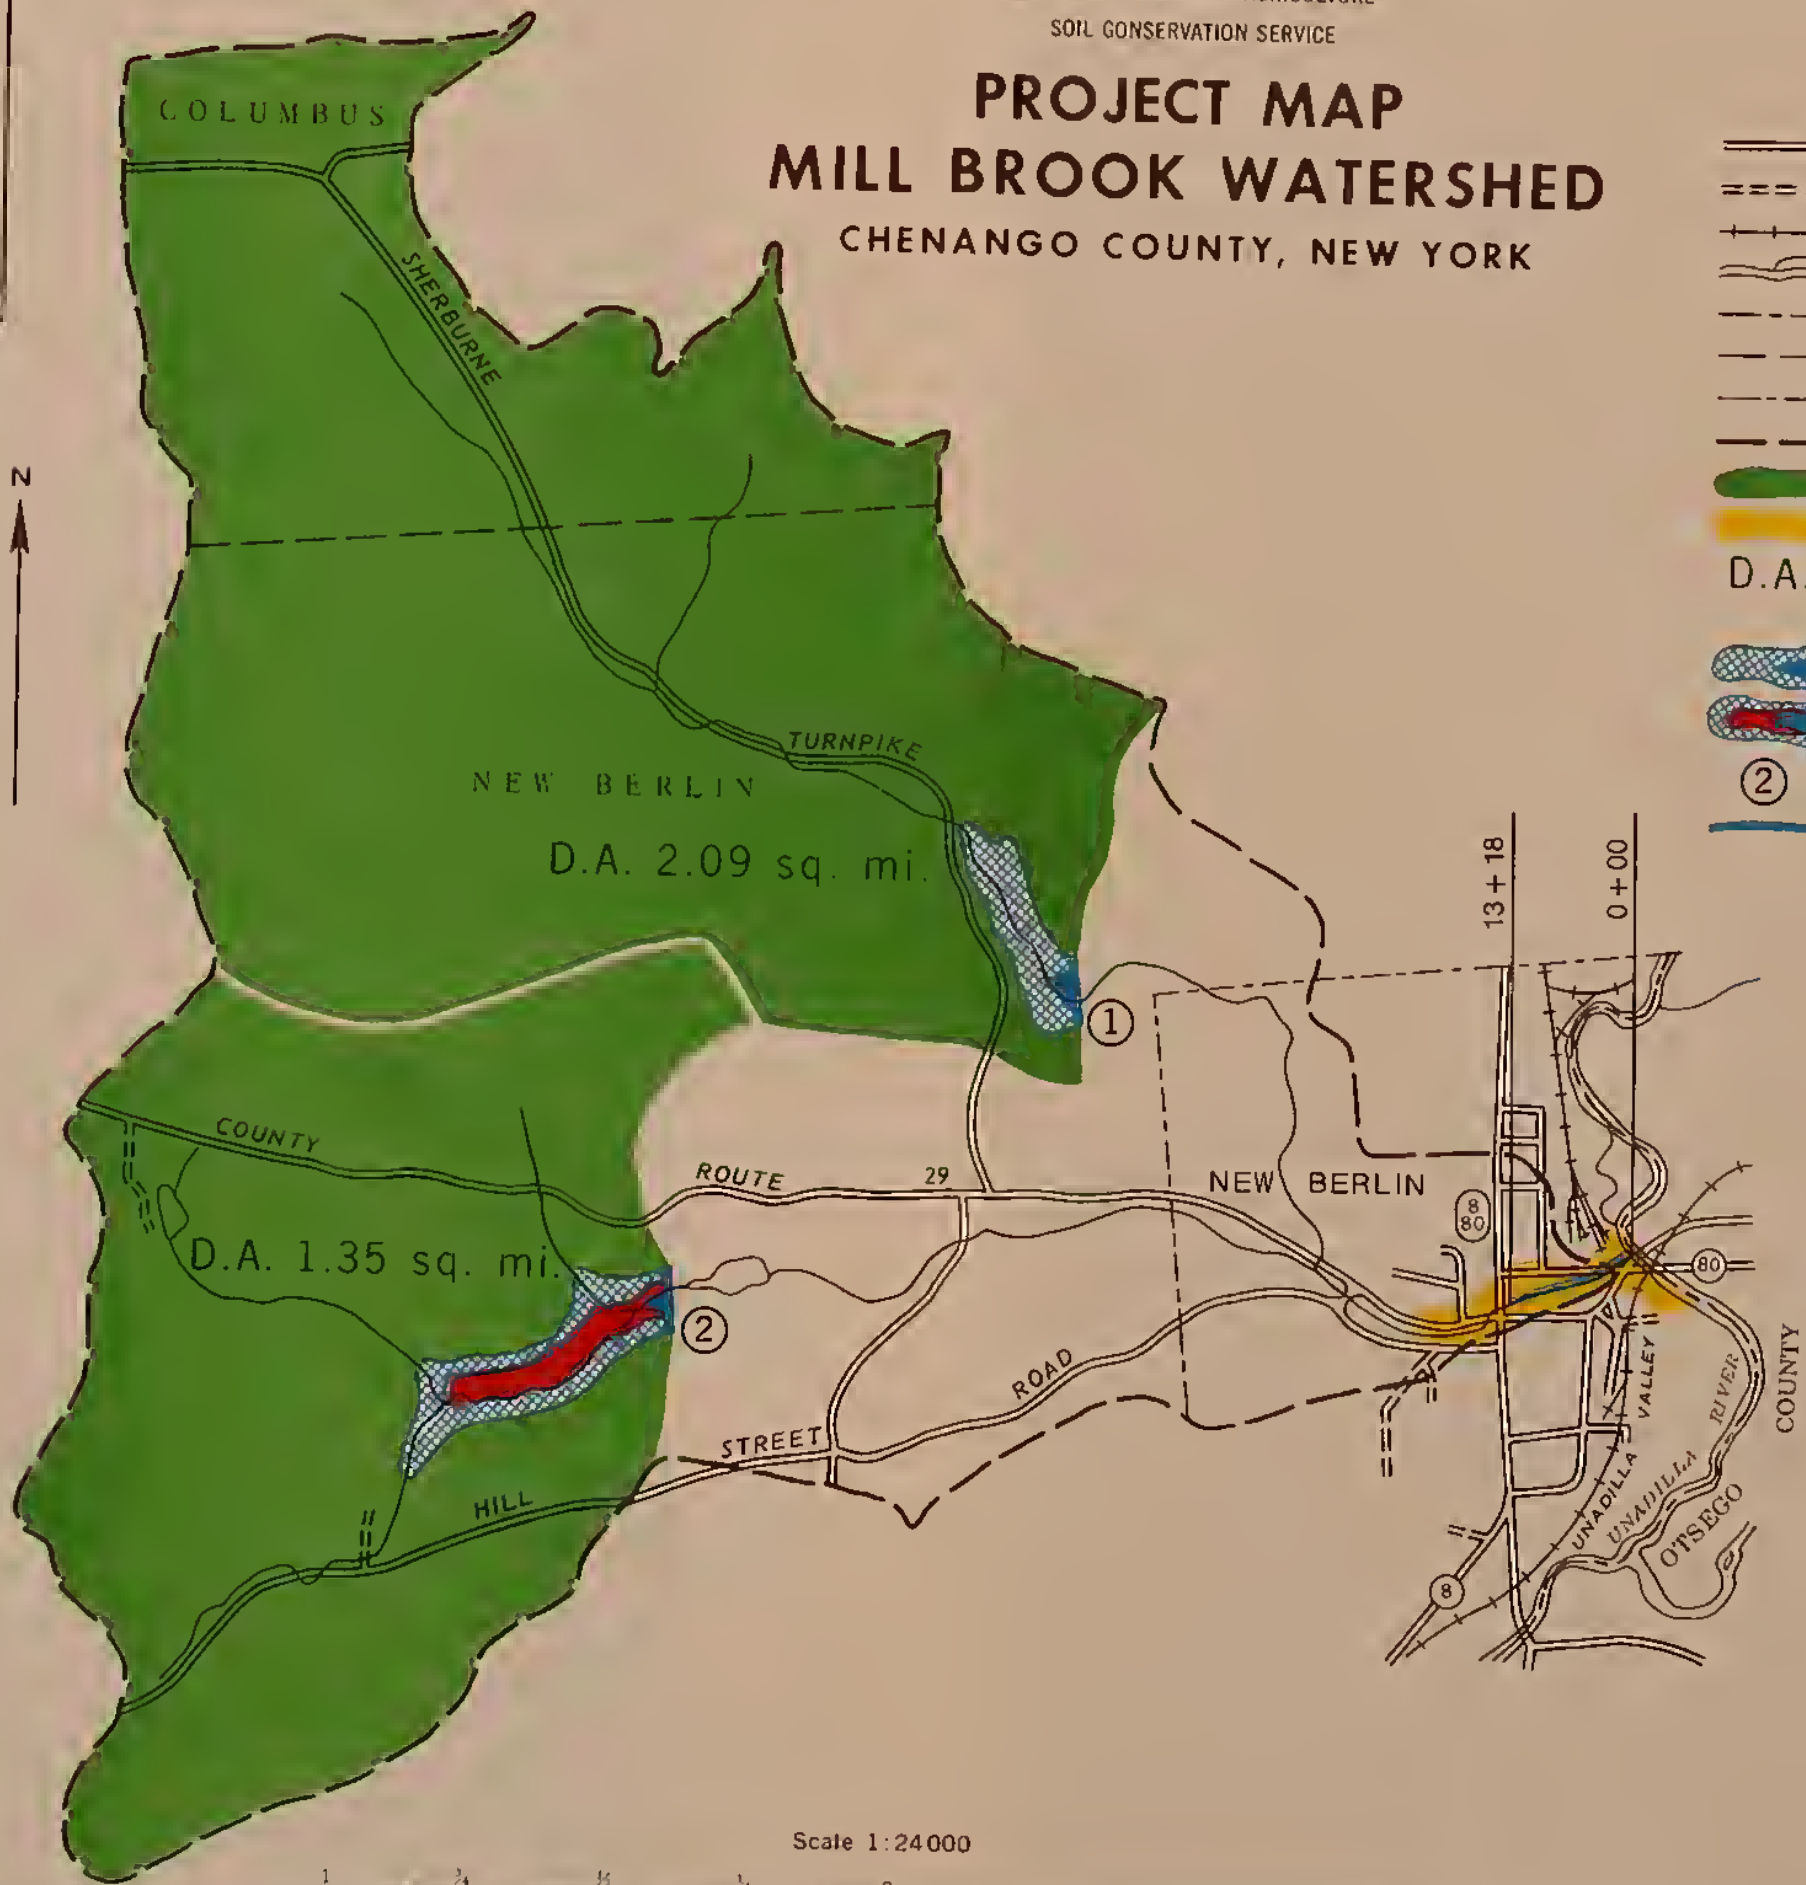 SOIL CONSERVATION SERVICE
PROJECT MAP
MILL BROOK WATERSHED
CHENANGO COUNTY, NEW YORK
COLUMBUS
SHERBURNE
N
D.A.
TURNPIKE
NEW BERLIN
2
D.A. 2.09 sq. mi.
13 + 18
0 + 00
1
COUNTY
ROUTE
29
NEW BERLIN
8
80
D.A. 1.35 sq. mi.
80
2
ROAD
VALLEY
RIVER
COUNTY
STREET
HILL
UNADILLA
UNADILLA
OTSEGO
8
Scale 1:24000
1